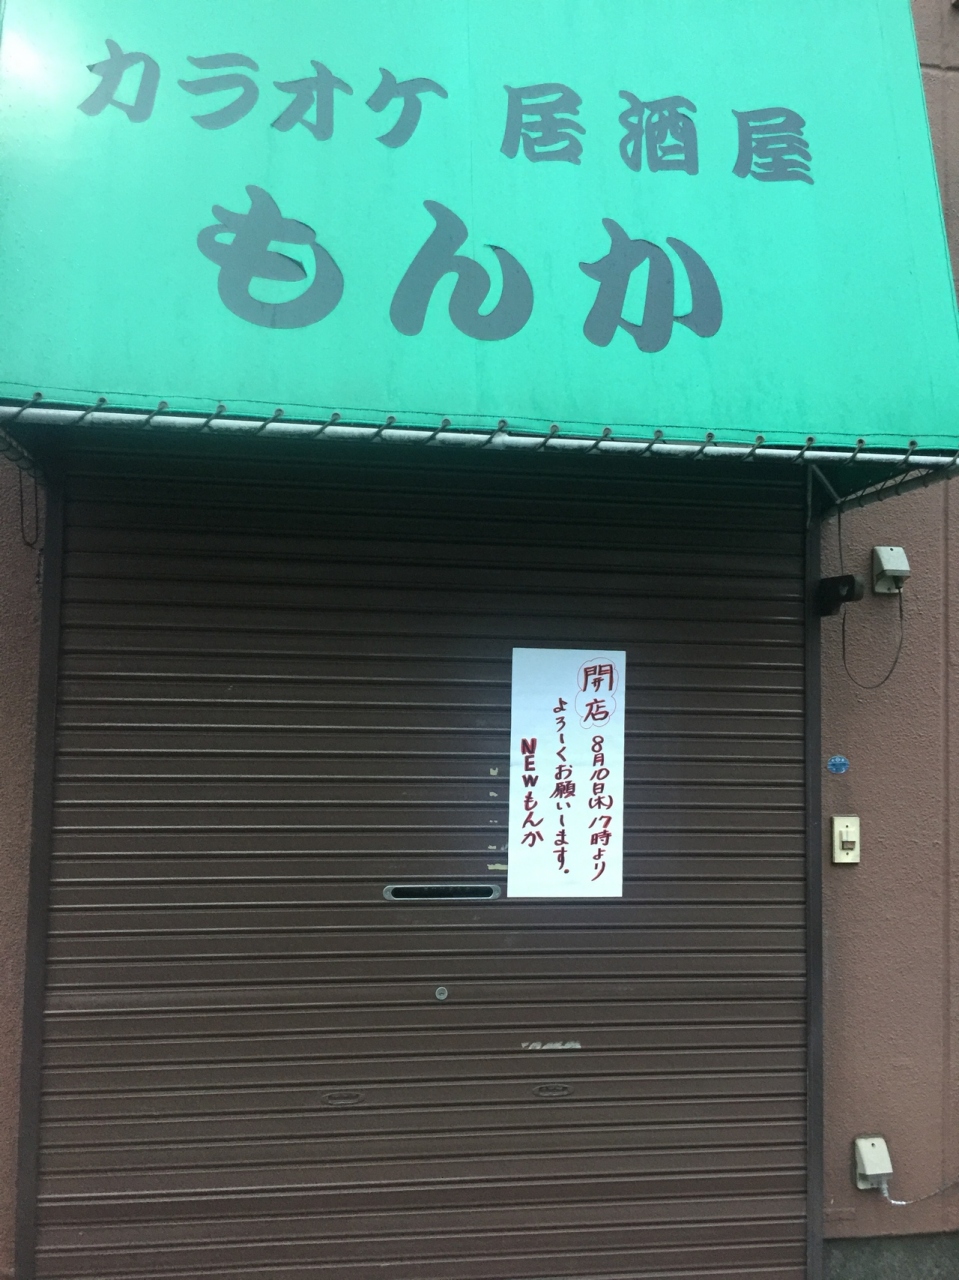 カラオケ 居酒屋
もんか
開店 8月10日(木)17時より
よろしくお願いします.
NEWもんか